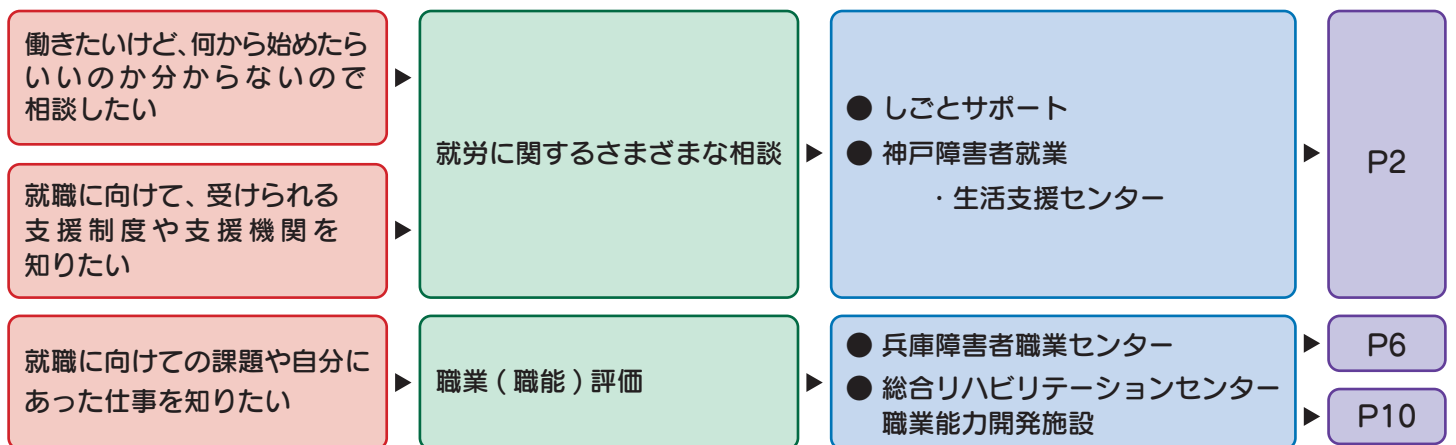 働きたいけど、何から始めたら
いいのか分からないので
相談したい
就職に向けて、受けられる
支援制度や支援機関を
知りたい
就労に関するさまざまな相談
● しごとサポート
● 神戸障害者就業
・生活支援センター
P2
就職に向けての課題や自分に
あった仕事を知りたい
職業(職能)評価
● 兵庫障害者職業センター
● 総合リハビリテーションセンター
職業能力開発施設
P6
P10